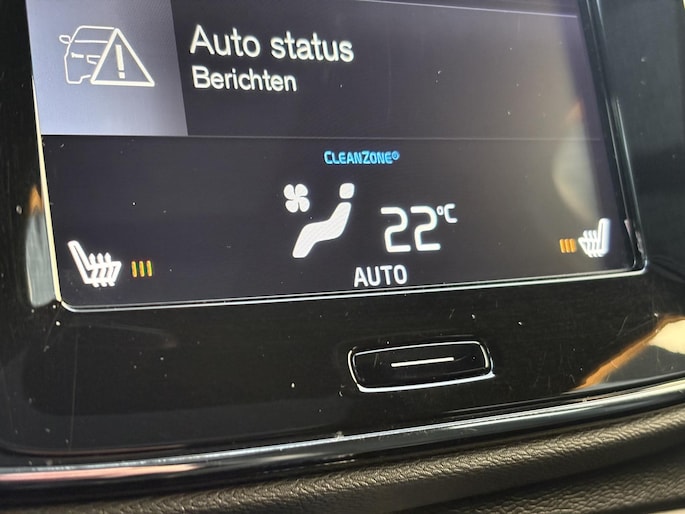 Auto status
Berichten
CLEANZONE®
22°C
AUTO